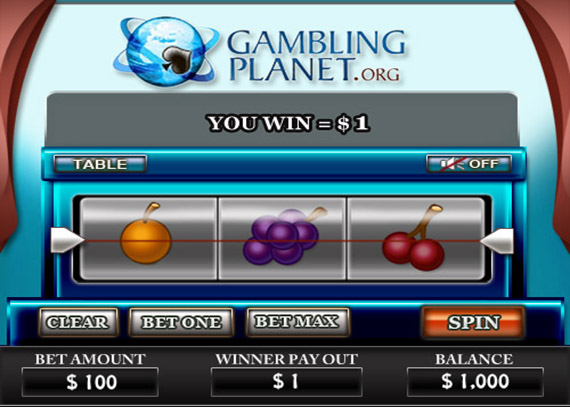 GAMBLING
PLANET.ORG
YOU WIN = $ 1
TABLE
OFF
CLEAR
BET ONE
BET MAX
SPIN
BET AMOUNT
WINNER PAY OUT
BALANCE
$ 100
$ 1
$ 1,000